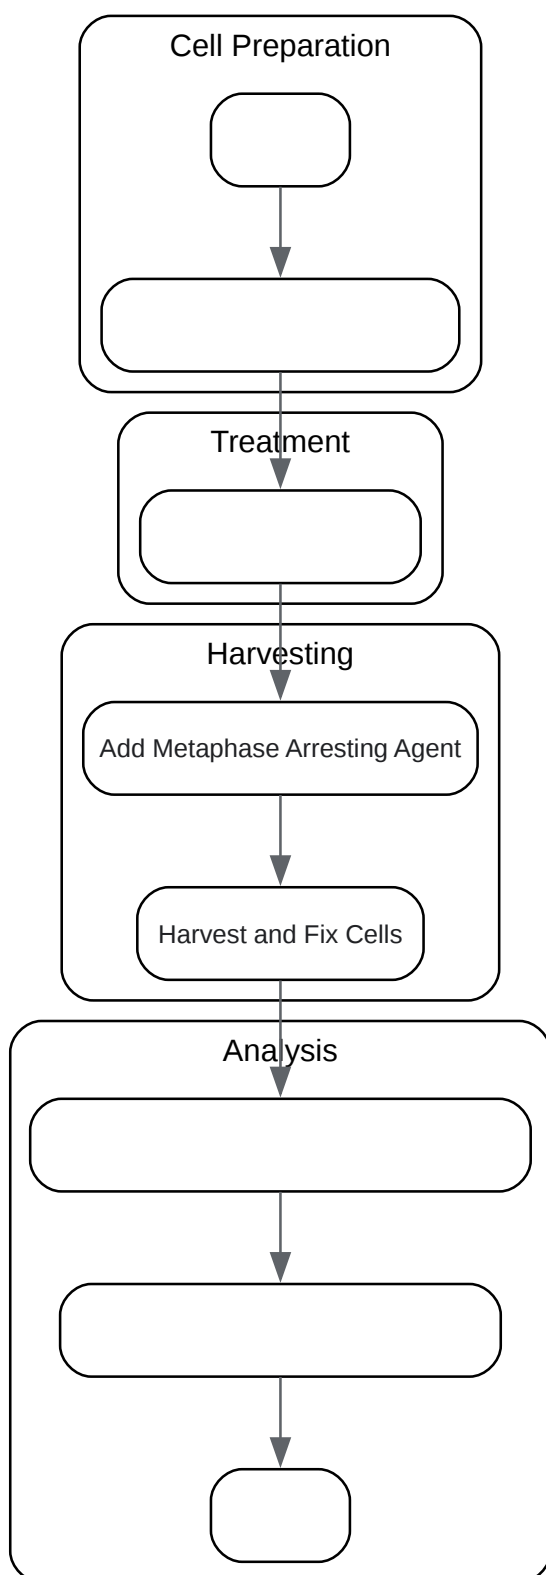 Cell Preparation
Treatment
Harvesting
Add Metaphase Arresting Agent
Harvest and Fix Cells
Analysis